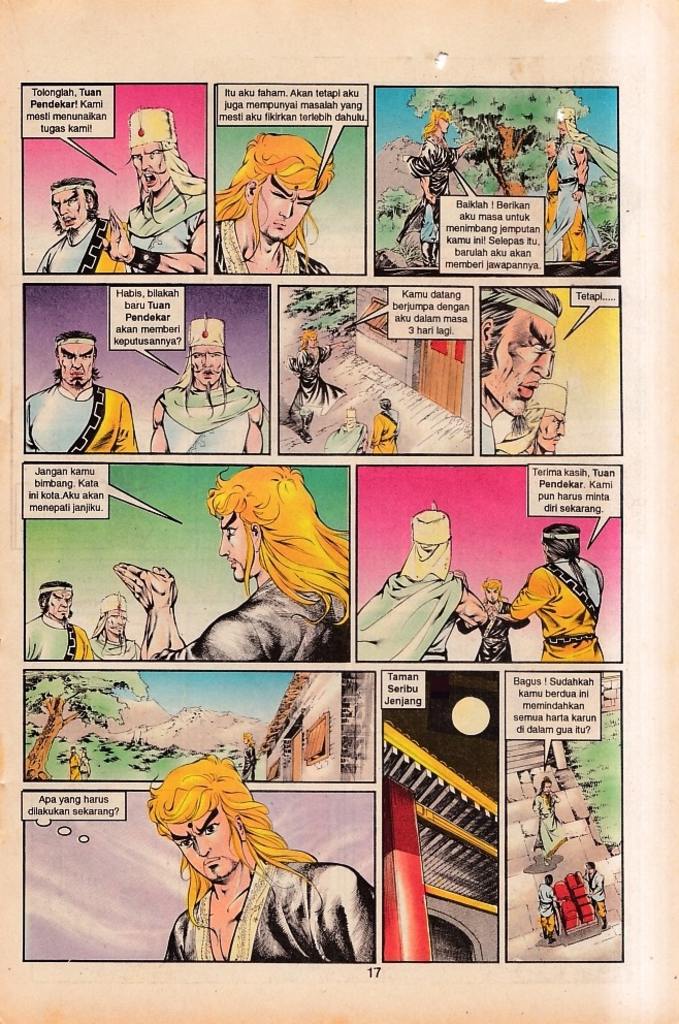 Tolonglah, Tuan
Pendekar! Kami
mesti menunaikan
tugas kami!
Itu aku faham. Akan tetapi aku
juga mempunyai masalah yang
mesti aku fikirkan terlebih dahulu.
Baiklah ! Berikan
aku masa untuk
menimbang jemputan
kamu ini! Selepas itu,
barulah aku akan
memberi jawapannya.
Habis, bilakah
baru Tuan
Pendekar
akan memberi
keputusannya?
Kamu datang
berjumpa dengan
aku dalam masa
3 hari lagi.
Tetapi.....
Jangan kamu
bimbang. Kata
ini kota.Aku akan
menepati janjiku.
Terima kasih, Tuan
Pendekar. Kami
pun harus minta
diri sekarang.
Apa yang harus
dilakukan sekarang?
Taman
Seribu
Jenjang
Bagus ! Sudahkah
kamu berdua ini
memindahkan
semua harta karun
di dalam gua itu?
17